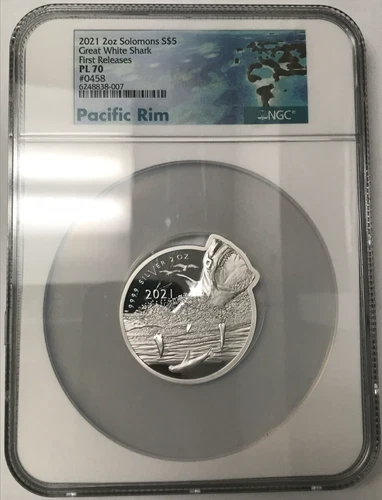 2021 2oz Solomons S$5
Great White Shark
First Releases
PL 70
#0458
6248838-007
Pacific Rim
NGC®
9999 SILVER 2 OZ
2021